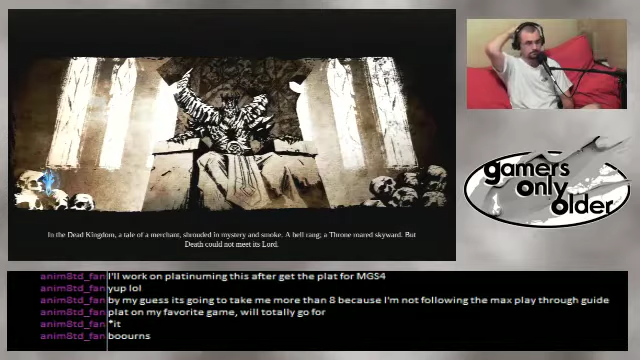 In the Dead Kingdom, a tale of a merchant, shrouded in mystery and smoke. A bell rang; a Throne roared skyward. But
Death could not meet its Lord.
gamers
only
older
anim8td_fan I'll work on platinuming this after get the plat for MGS4
anim8td_fan yup lol
anim8td_fan by my guess its going to take me more than 8 because I'm not following the max play through guide
anim8td_fan plat on my favorite game, will totally go for
anim8td_fan *it
anim8td_fan boourns